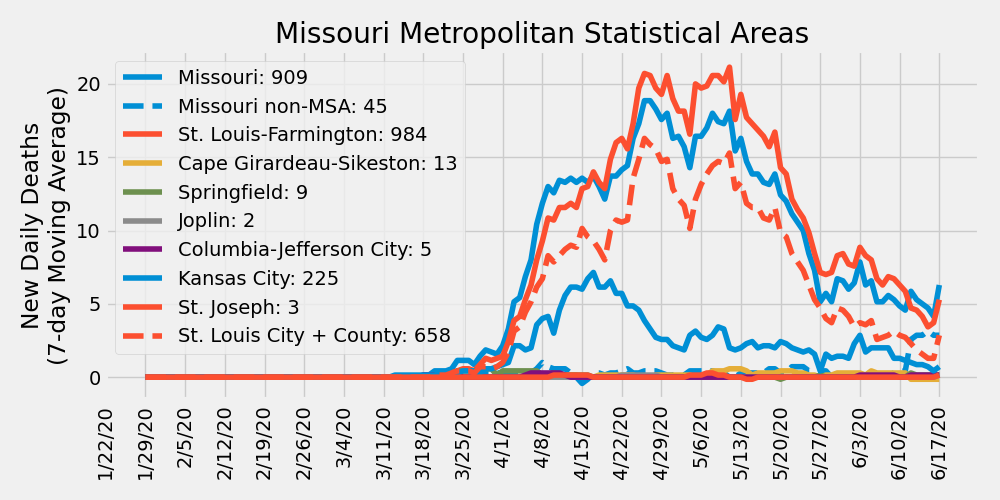 Missouri Metropolitan Statistical Areas
New Daily Deaths
(7-day Moving Average)
20
15
10
5
0
Missouri: 909
Missouri non-MSA: 45
St. Louis-Farmington: 984
Cape Girardeau-Sikeston: 13
Springfield: 9
Joplin: 2
Columbia-Jefferson City: 5
Kansas City: 225
St. Joseph: 3
St. Louis City + County: 658
1/22/20
1/29/20
2/5/20
2/12/20
2/19/20
2/26/20
3/4/20
3/11/20
3/18/20
3/25/20
4/1/20
4/8/20
4/15/20
4/22/20
4/29/20
5/6/20
5/13/20
5/20/20
5/27/20
6/3/20
6/10/20
6/17/20